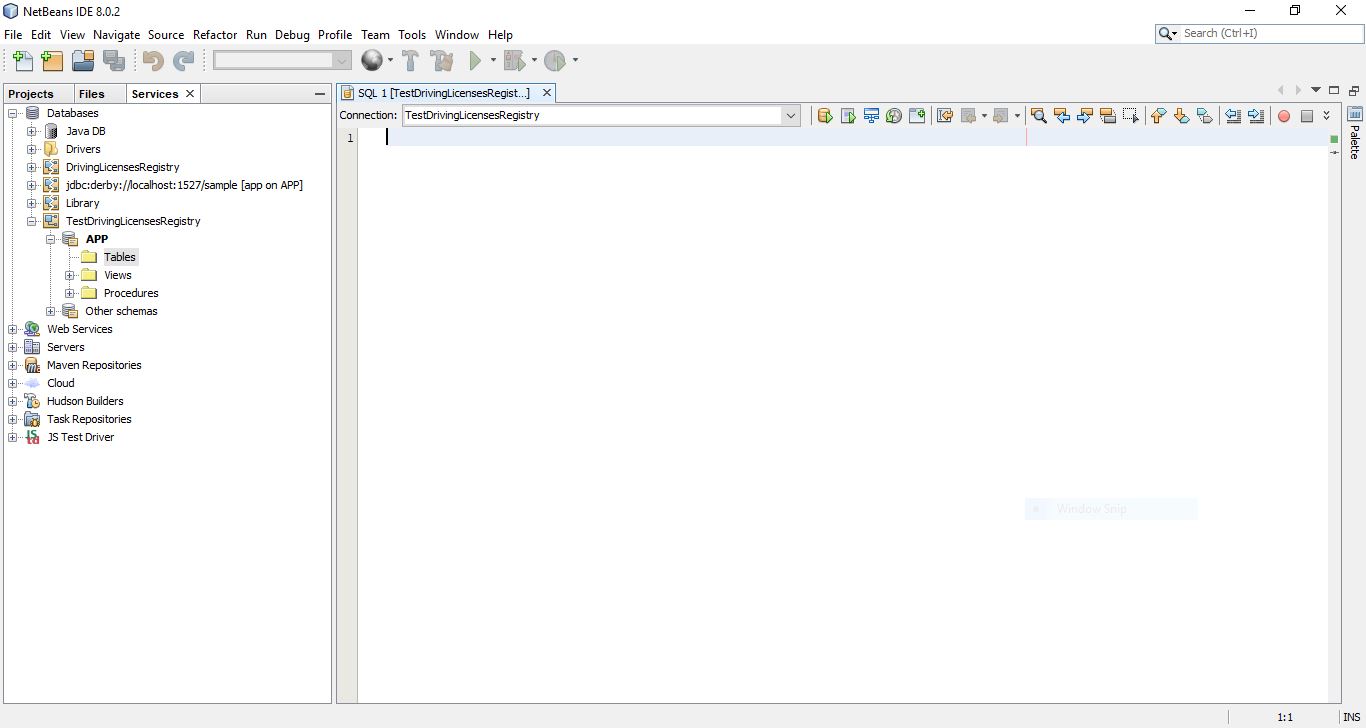 NetBeans IDE 8.0.2
File Edit View Navigate Source Refactor Run Debug Profile Team Tools Window Help
Search (Ctrl+I)
Projects Files Services
SQL 1 [TestDrivingLicensesRegist...]
Connection: TestDrivingLicensesRegistry
1
Databases
Java DB
Drivers
DrivingLicensesRegistry
jdbc:derby://localhost:1527/sample [app on APP]
Library
TestDrivingLicensesRegistry
APP
Tables
Views
Procedures
Other schemas
Web Services
Servers
Maven Repositories
Cloud
Hudson Builders
Task Repositories
JS Test Driver
Palette
Window Snip
1:1 INS